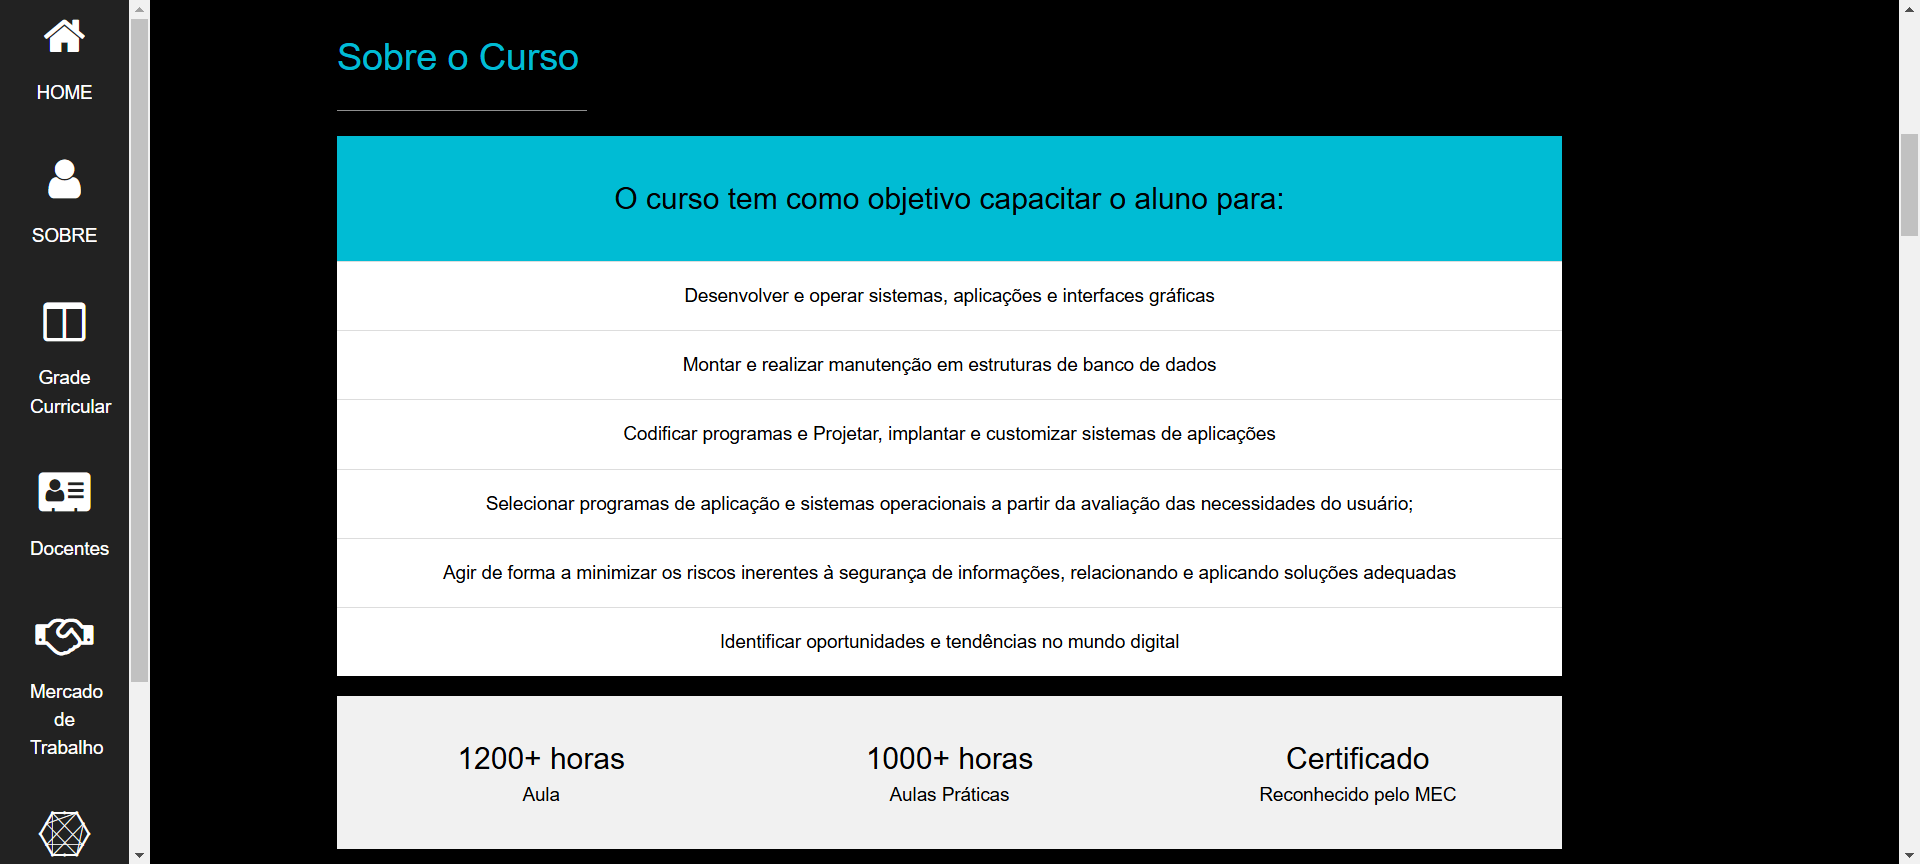 HOME
SOBRE
Grade
Curricular
Docentes
Mercado
de
Trabalho
Sobre o Curso
O curso tem como objetivo capacitar o aluno para:
Desenvolver e operar sistemas, aplicações e interfaces gráficas
Montar e realizar manutenção em estruturas de banco de dados
Codificar programas e Projetar, implantar e customizar sistemas de aplicações
Selecionar programas de aplicação e sistemas operacionais a partir da avaliação das necessidades do usuário;
Agir de forma a minimizar os riscos inerentes à segurança de informações, relacionando e aplicando soluções adequadas
Identificar oportunidades e tendências no mundo digital
1200+ horas
Aula
1000+ horas
Aulas Práticas
Certificado
Reconhecido pelo MEC